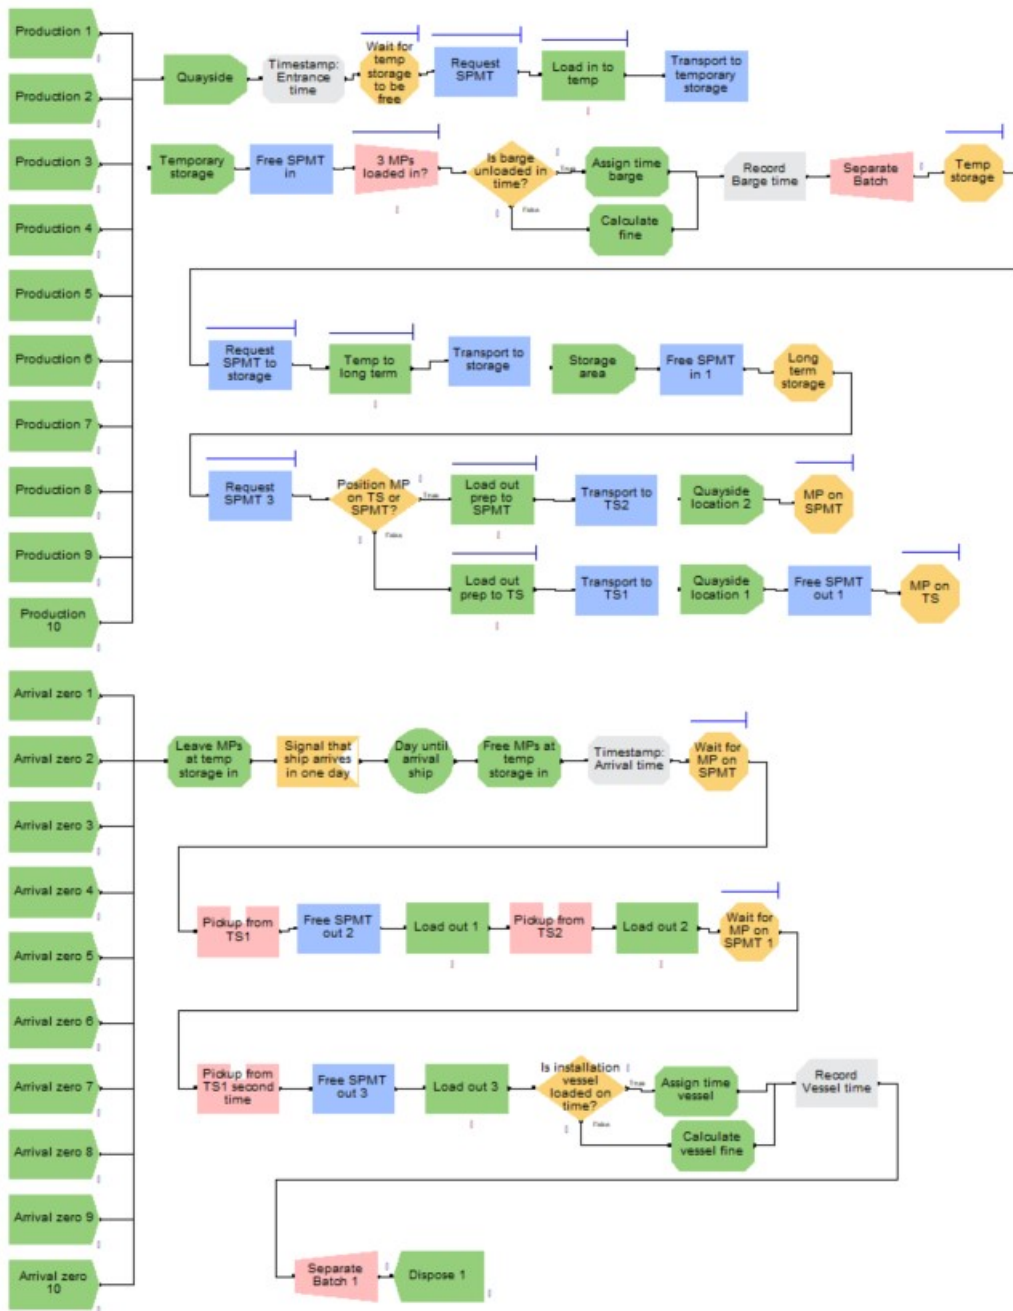 Production 1
Production 2
Production 3
Production 4
Production 5
Production 6
Production 7
Production 8
Production 9
Production
10
Quayside
Timestamp:
Entrance
time
Wait for
temp
storage
to be
free
Request
SPMT
Load in to
temp
Transport to
temporary
storage
Temporary
storage
Free SPMT
in
3 MPs
loaded in?
Is barge
unloaded in
time?
True
False
Assign time
barge
Calculate
fine
Record
Barge time
Separate
Batch
Temp
storage
Request
SPMT to
storage
Temp to
long term
Transport to
storage
Storage
area
Free SPMT
in 1
Long
term
storage
Request
SPMT 3
Position MP
on TS or
SPMT?
True
False
Load out
prep to
SPMT
Transport to
TS2
Quayside
location 2
MP on
SPMT
Load out
prep to TS
Transport to
TS1
Quayside
location 1
Free SPMT
out 1
MP on
TS
Arrival zero 1
Arrival zero 2
Arrival zero 3
Arrival zero 4
Arrival zero 5
Arrival zero 6
Arrival zero 7
Arrival zero 8
Arrival zero 9
Arrival zero
10
Leave MPs
at temp
storage in
Signal that
ship arrives
in one day
Day until
arrival
ship
Free MPs at
temp
storage in
Timestamp:
Arrival time
Wait for
MP on
SPMT
Pickup from
TS1
Free SPMT
out 2
Load out 1
Pickup from
TS2
Load out 2
Wait for
MP on
SPMT 1
Pickup from
TS1 second
time
Free SPMT
out 3
Load out 3
Is installation
vessel
loaded on
time?
True
False
Assign time
vessel
Calculate
vessel fine
Record
Vessel time
Separate
Batch 1
Dispose 1